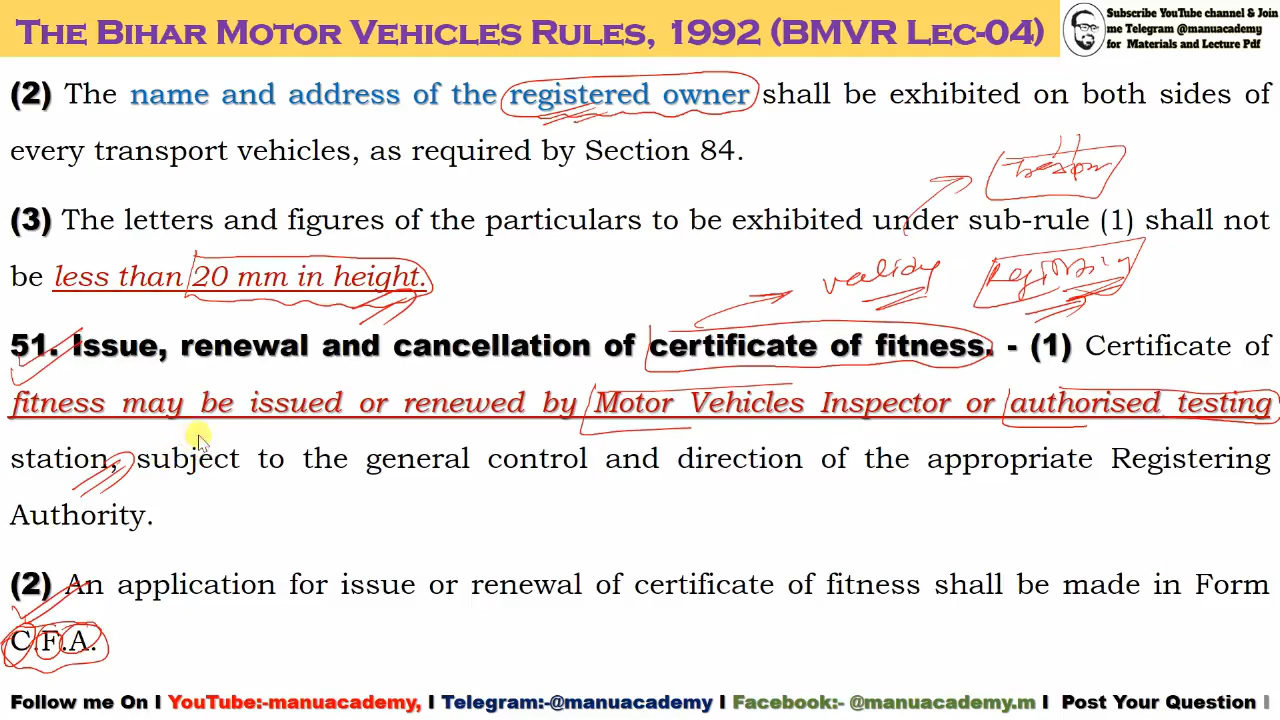 THE BIHAR MOTOR VEHICLES RULES, 1992 (BMVR LEC-04)
Subscribe YouTube channel & Join
me Telegram @manuacademy
for Materials and Lecture Pdf
(2) The name and address of the registered owner shall be exhibited on both sides of
every transport vehicles, as required by Section 84.
(3) The letters and figures of the particulars to be exhibited under sub-rule (1) shall not
be less than 20 mm in height.
51. Issue, renewal and cancellation of certificate of fitness. - (1) Certificate of
fitness may be issued or renewed by Motor Vehicles Inspector or authorised testing
station, subject to the general control and direction of the appropriate Registering
Authority.
(2) An application for issue or renewal of certificate of fitness shall be made in Form
C.F.A.
Follow me On I YouTube:-manuacademy, I Telegram:-@manuacademy I Facebook:- @manuacademy.m I Post Your Question I